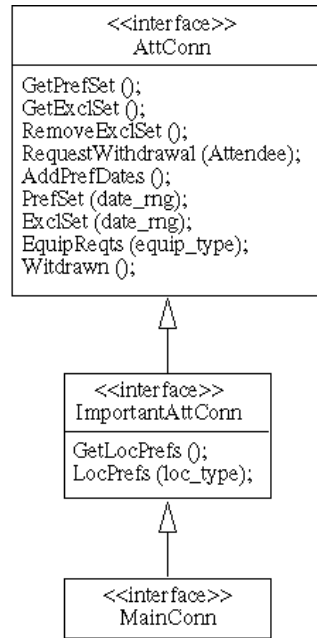 <<interface>>
AttConn
GetPrefSet ();
GetExclSet ();
RemoveExclSet ();
RequestWithdrawal (Attendee);
AddPrefDates ();
PrefSet (date_rng);
ExclSet (date_rng);
EquipReqts (equip_type);
Witdrawn ();
<<interface>>
ImportantAttConn
GetLocPrefs ();
LocPrefs (loc_type);
<<interface>>
MainConn